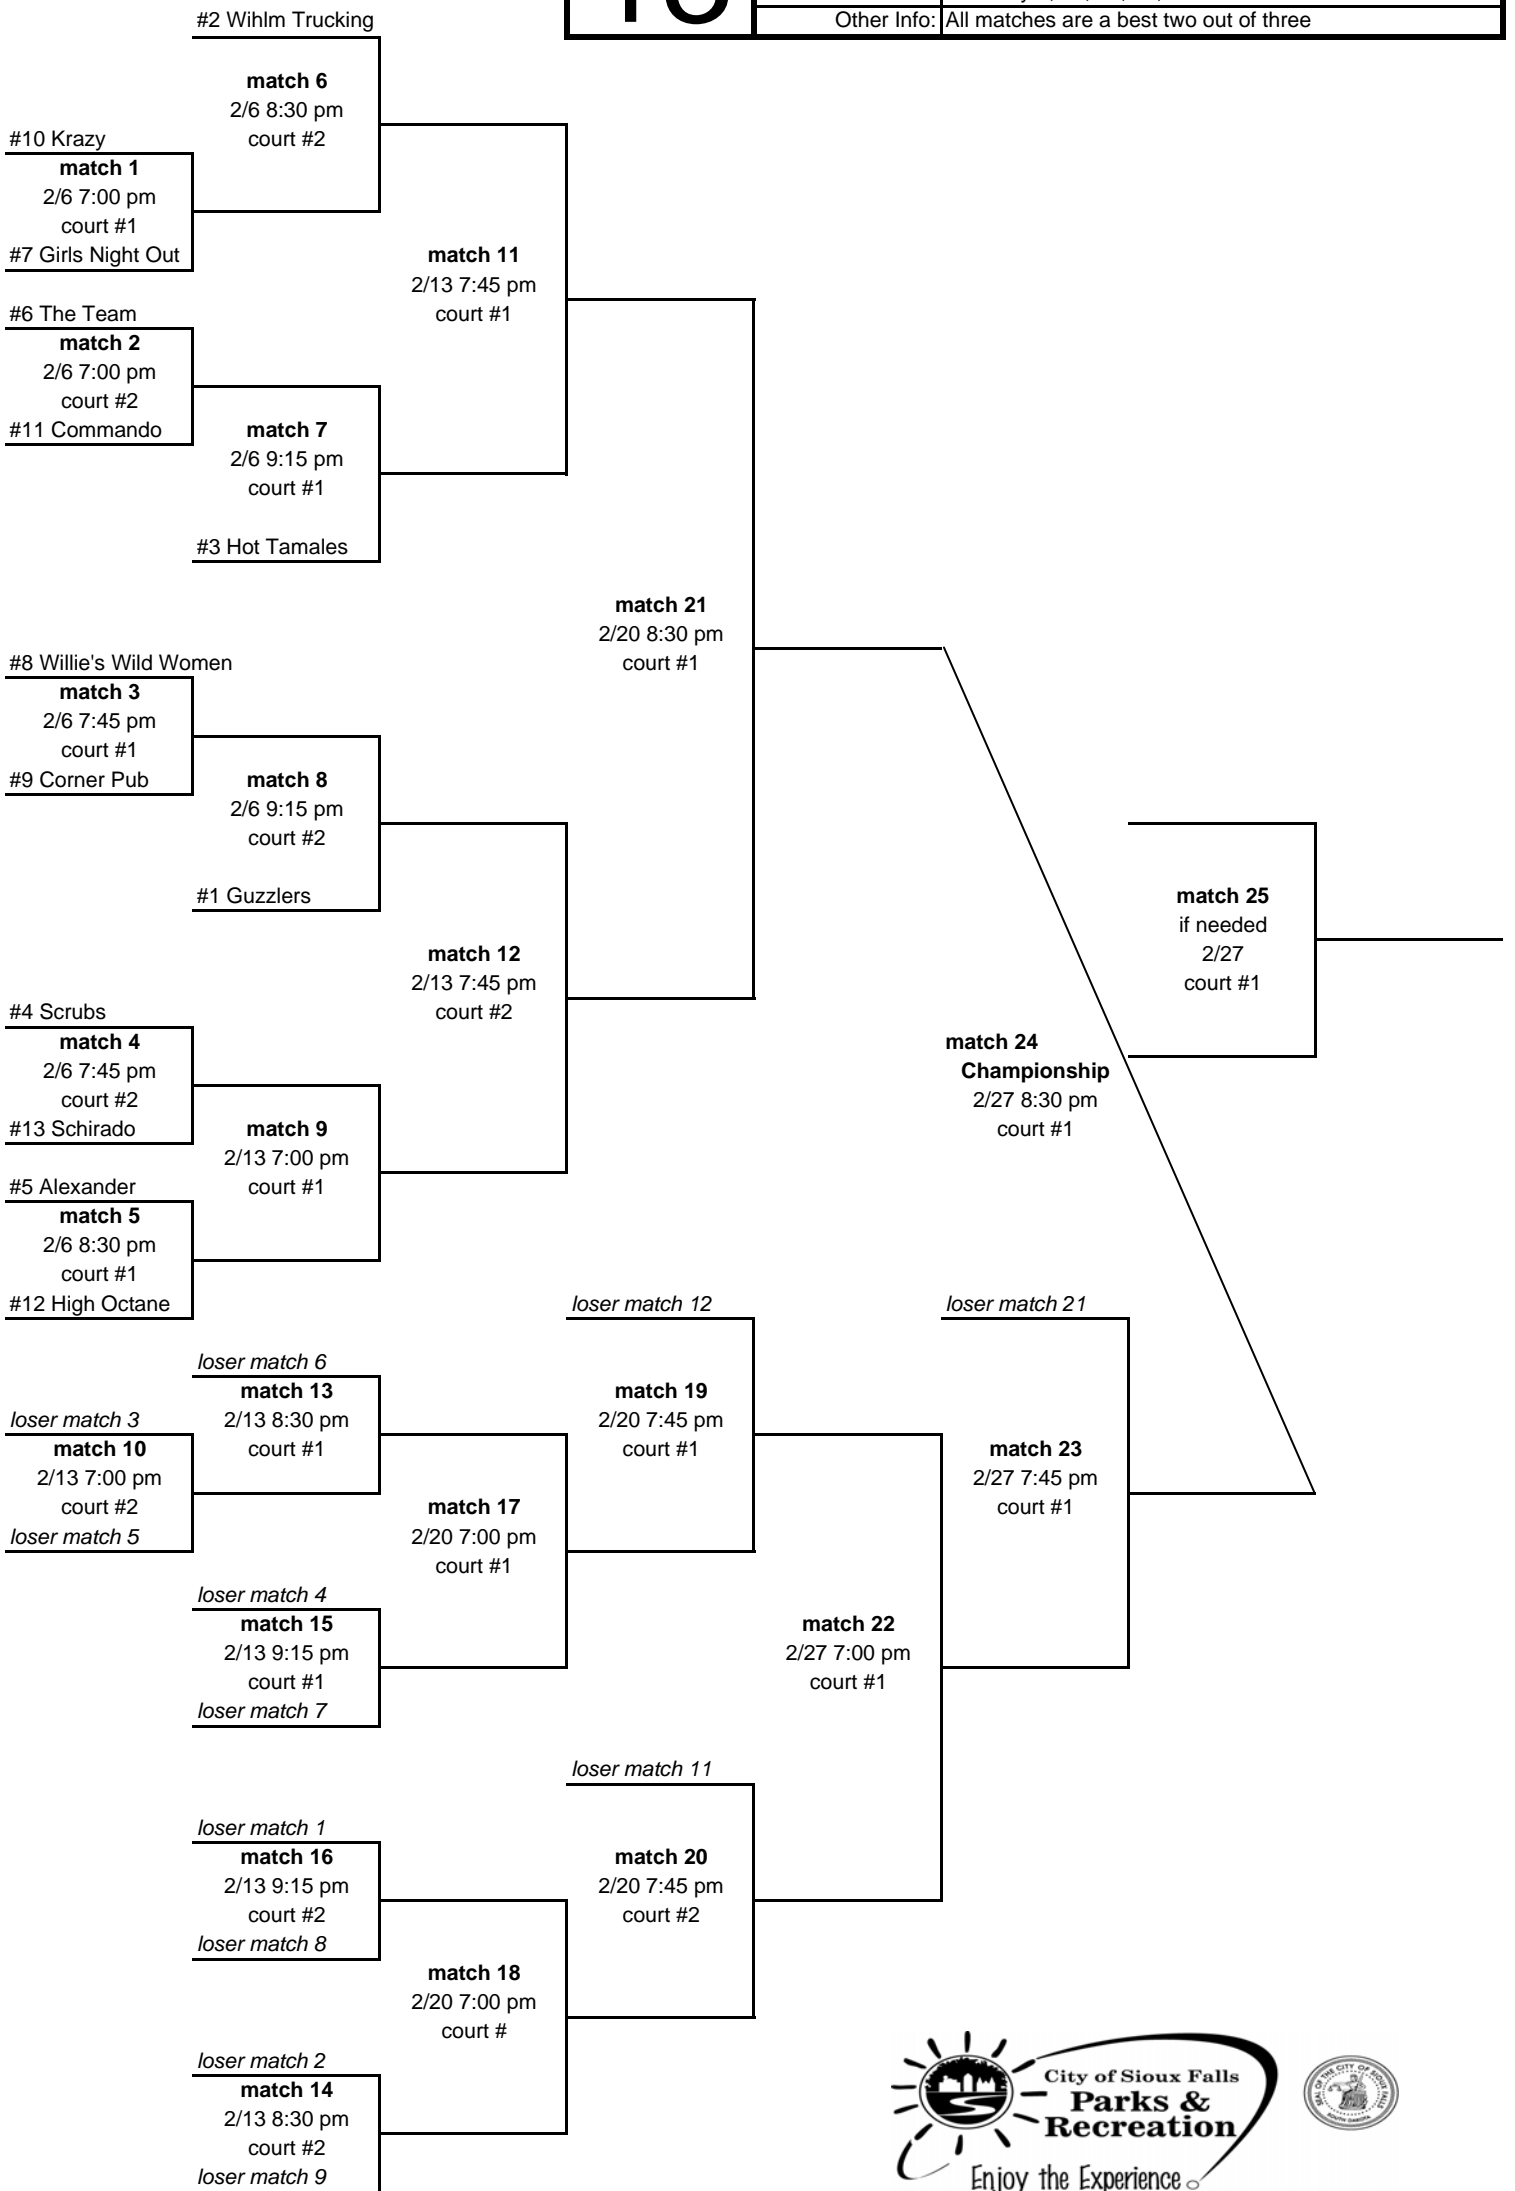 #2 Wihlm Trucking
Other Info: All matches are a best two out of three
match 6
2/6 8:30 pm
court #2
#10 Krazy
match 1
2/6 7:00 pm
court #1
#7 Girls Night Out
match 11
2/13 7:45 pm
court #1
#6 The Team
match 2
2/6 7:00 pm
court #2
#11 Commando
match 7
2/6 9:15 pm
court #1
#3 Hot Tamales
match 21
2/20 8:30 pm
court #1
#8 Willie's Wild Women
match 3
2/6 7:45 pm
court #1
#9 Corner Pub
match 8
2/6 9:15 pm
court #2
#1 Guzzlers
match 25
if needed
2/27
court #1
match 12
2/13 7:45 pm
court #2
#4 Scrubs
match 4
2/6 7:45 pm
court #2
#13 Schirado
match 24
Championship
2/27 8:30 pm
court #1
match 9
2/13 7:00 pm
court #1
#5 Alexander
match 5
2/6 8:30 pm
court #1
#12 High Octane
loser match 12
loser match 21
loser match 6
match 13
2/13 8:30 pm
court #1
match 19
2/20 7:45 pm
court #1
loser match 3
match 10
2/13 7:00 pm
court #2
loser match 5
match 23
2/27 7:45 pm
court #1
match 17
2/20 7:00 pm
court #1
loser match 4
match 15
2/13 9:15 pm
court #1
loser match 7
match 22
2/27 7:00 pm
court #1
loser match 11
loser match 1
match 16
2/13 9:15 pm
court #2
loser match 8
match 20
2/20 7:45 pm
court #2
match 18
2/20 7:00 pm
court #
loser match 2
match 14
2/13 8:30 pm
court #2
loser match 9
City of Sioux Falls
Parks &
Recreation
Enjoy the Experience
SEAL OF THE CITY OF SIOUX FALLS
SOUTH DAKOTA